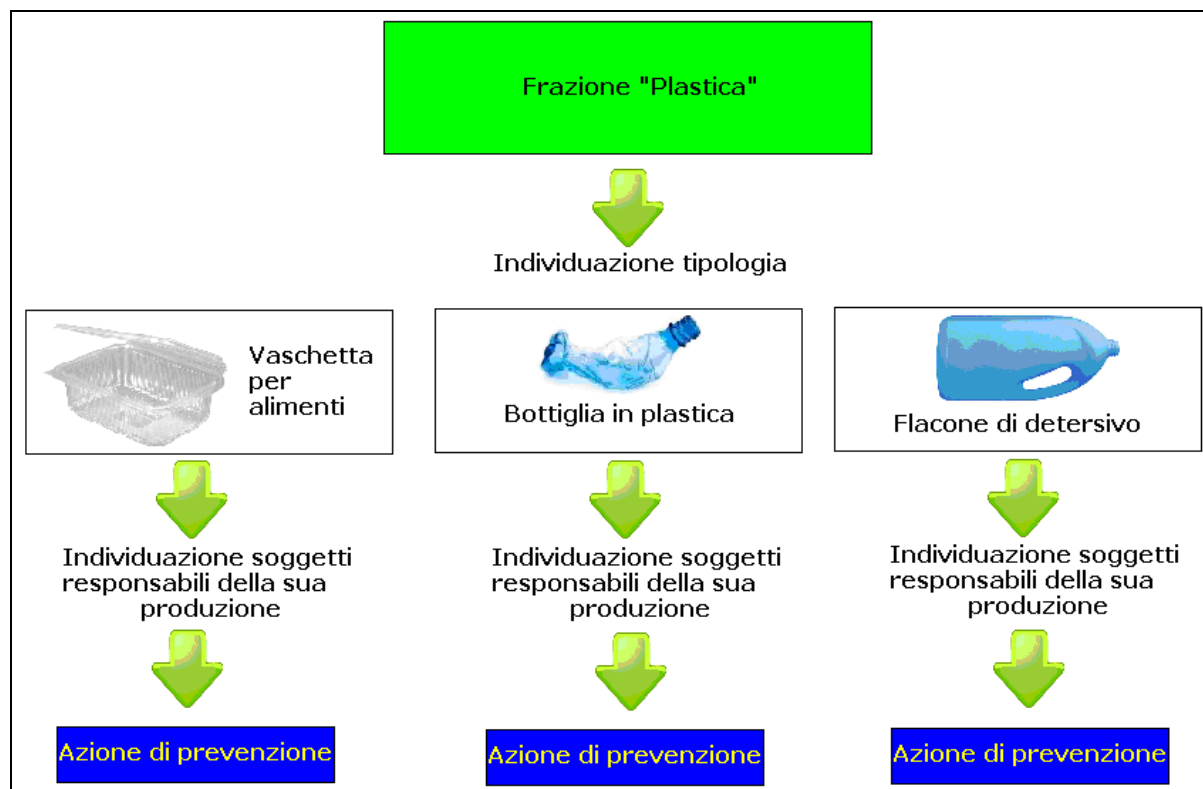 Frazione "Plastica"
Individuazione tipologia
Vaschetta
per
alimenti
Bottiglia in plastica
Flacone di detersivo
Individuazione soggetti
responsabili della sua
produzione
Individuazione soggetti
responsabili della sua
produzione
Individuazione soggetti
responsabili della sua
produzione
Azione di prevenzione
Azione di prevenzione
Azione di prevenzione